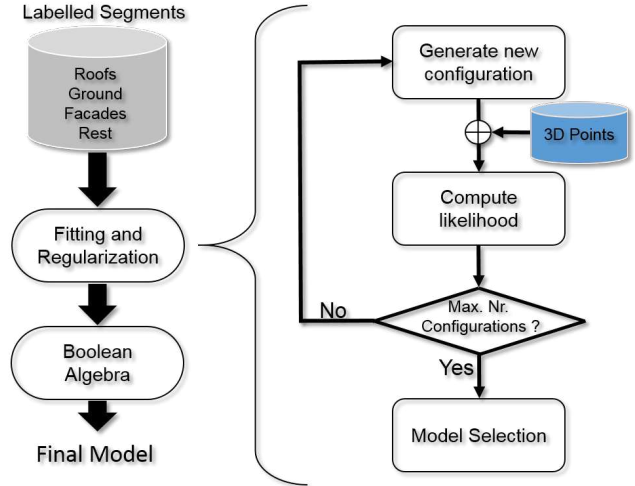 Labelled Segments
Roofs
Ground
Facades
Rest
Fitting and
Regularization
Boolean
Algebra
Final Model
Generate new
configuration
3D Points
Compute
likelihood
Max. Nr.
Configurations ?
No
Yes
Model Selection